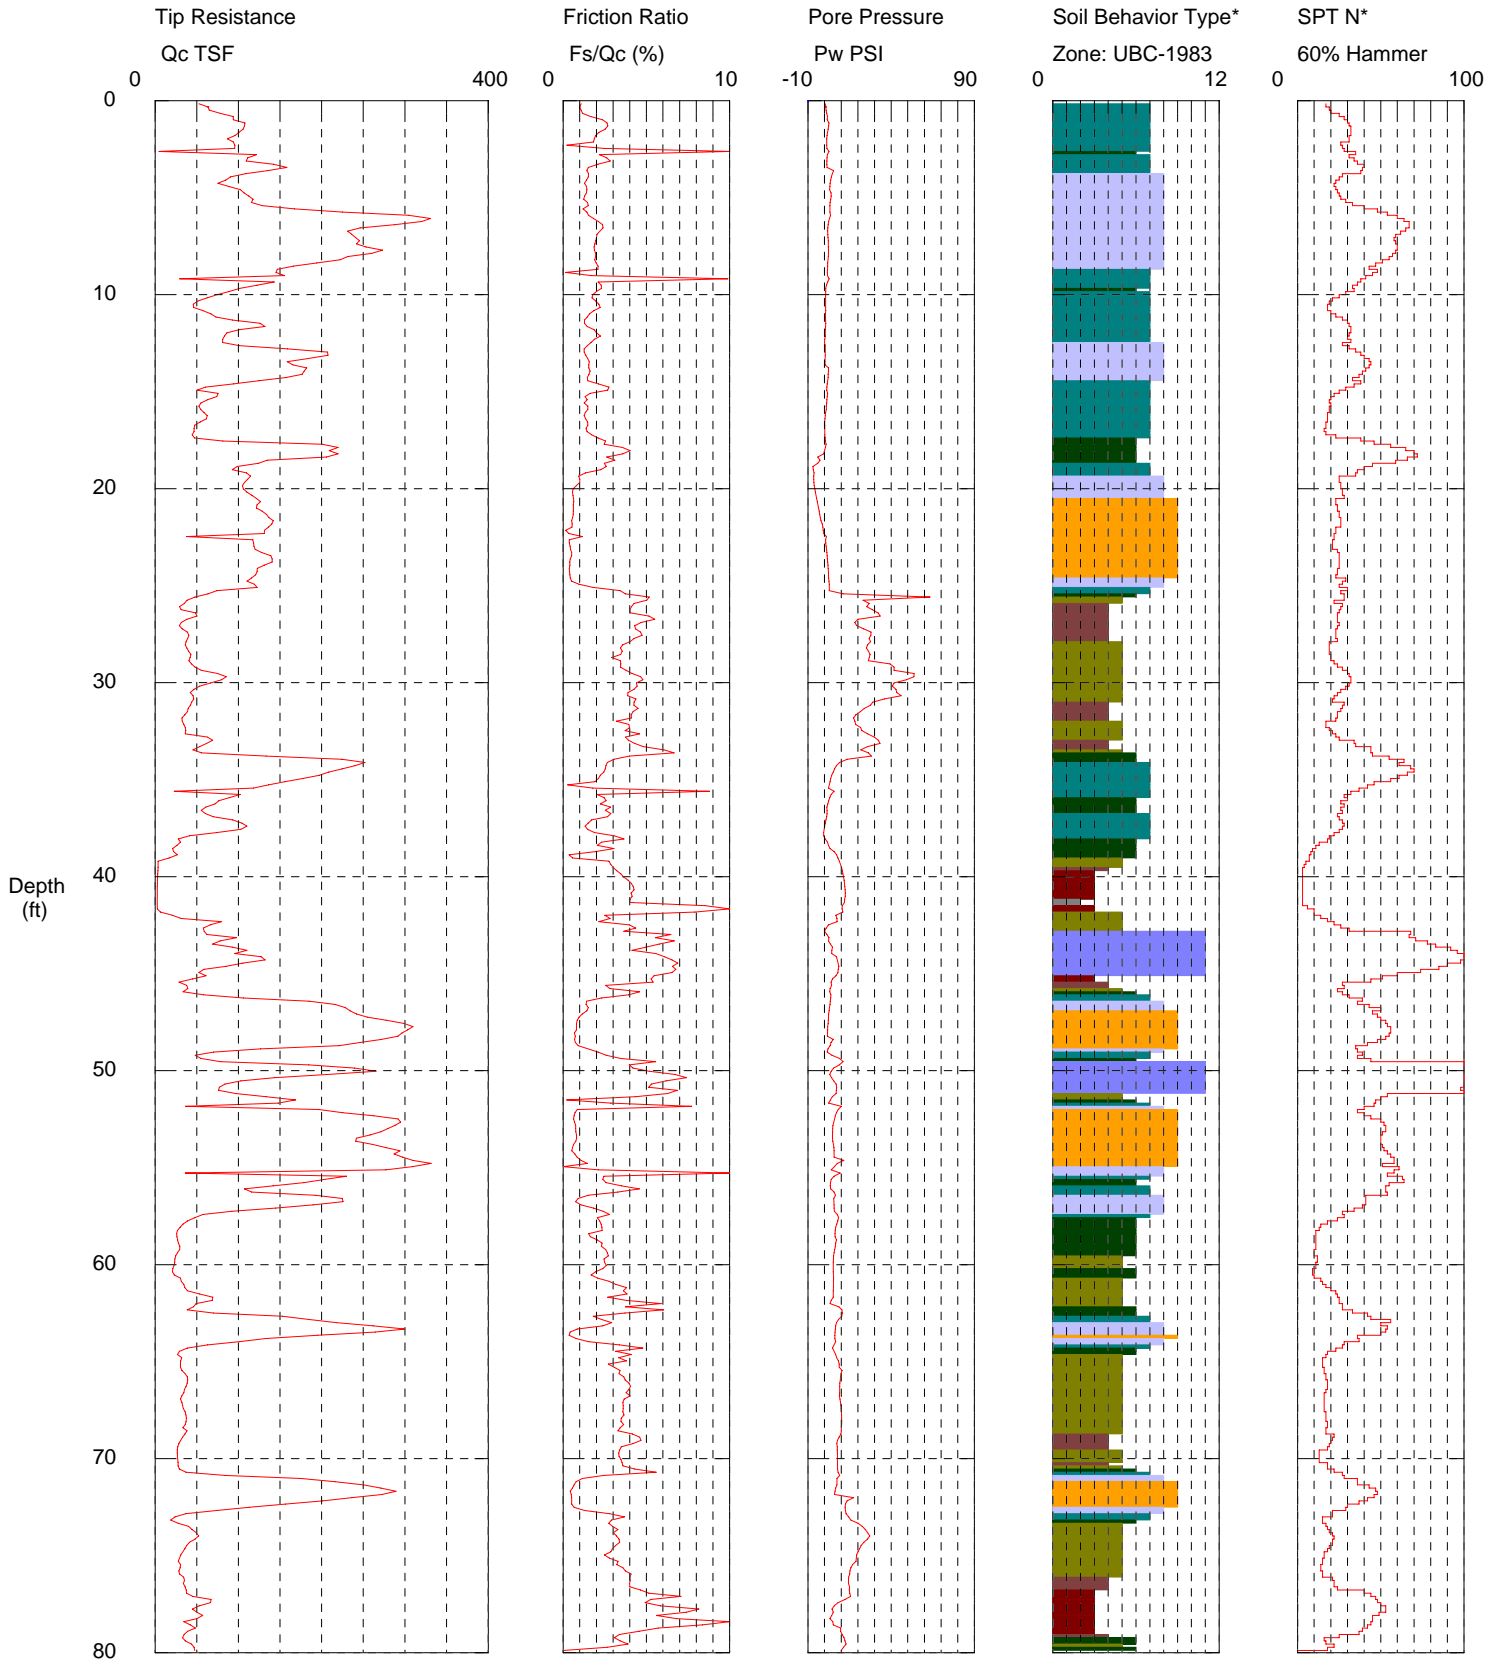 Tip Resistance Friction Ratio Pore Pressure Soil Behavior Type* SPT N*
Qc TSF Fs/Qc (%) Pw PSI Zone: UBC-1983 60% Hammer
0 400 0 10 -10 90 0 12 0 100
0
10
20
30
40
Depth
(ft)
50
60
70
80